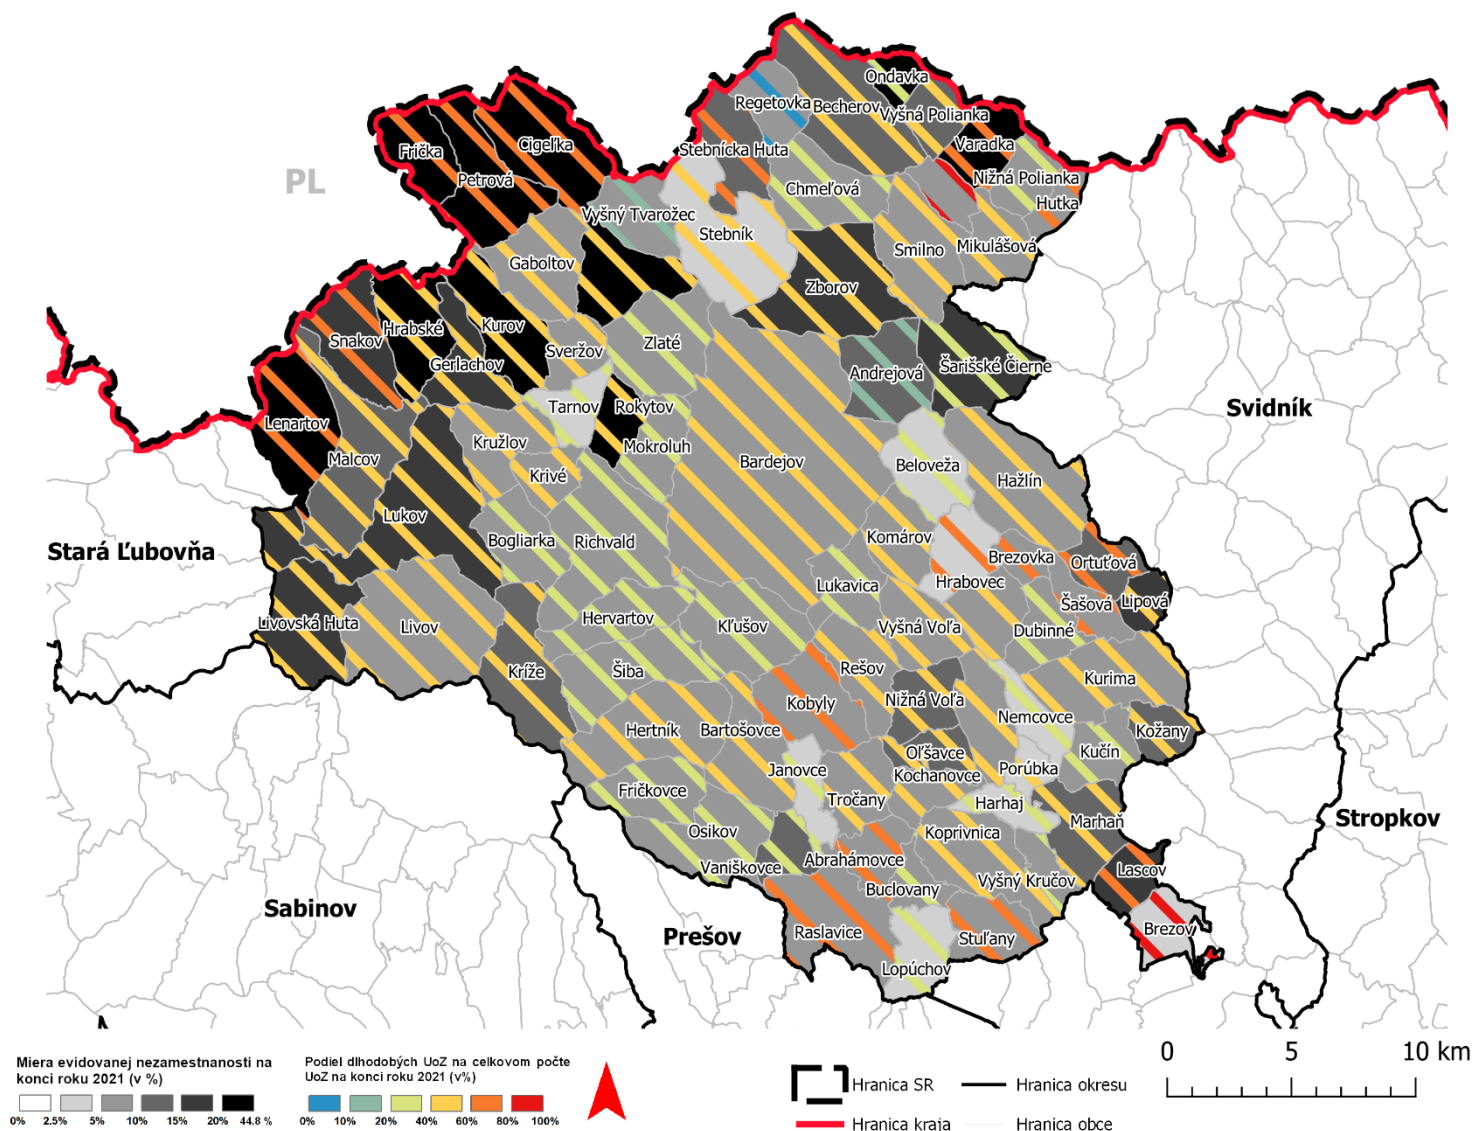 Ondavka
Regetovka
Becherov
Vyšná Polianka
Frička
Cigeľka
Stebnícka Huta
Varadka
PL
Petrová
Chmeľová
Nižná Polianka
Hutka
Vyšný Tvarožec
Stebník
Smilno
Mikulášová
Gaboltov
Zborov
Snakov
Hrabské
Kurov
Zlaté
Sveržov
Gerlachov
Andrejová
Šarišské Čierne
Tarnov
Rokytov
Svidník
Lenartov
Kružlov
Mokroluh
Malcov
Krivé
Bardejov
Beloveža
Hažlín
Lukov
Stará Ľubovňa
Bogliarka
Richvald
Komárov
Brezovka
Ortuťová
Lukavica
Hrabovec
Šašová
Lipová
Livovská Huta
Livov
Hervartov
Kľušov
Vyšná Voľa
Dubinné
Kríže
Šiba
Rešov
Kurima
Kobyly
Nižná Voľa
Nemcovce
Hertník
Bartošovce
Kožany
Oľšavce
Kučín
Janovce
Kochanovce
Porúbka
Fričkovce
Tročany
Harhaj
Stropkov
Osikov
Koprivnica
Marhaň
Vaniškovce
Abrahámovce
Lascov
Buclovany
Vyšný Kručov
Sabinov
Prešov
Raslavice
Stuľany
Brezov
Lopúchov
Miera evidovanej nezamestnanosti na
konci roku 2021 (v %)
0% 2.5% 5% 10% 15% 20% 44,8 %
Podiel dlhodobých UoZ na celkovom počte
UoZ na konci roku 2021 (v%)
0% 10% 20% 40% 60% 80% 100%
Hranica SR
Hranica okresu
Hranica kraja
Hranica obce
0 5 10 km